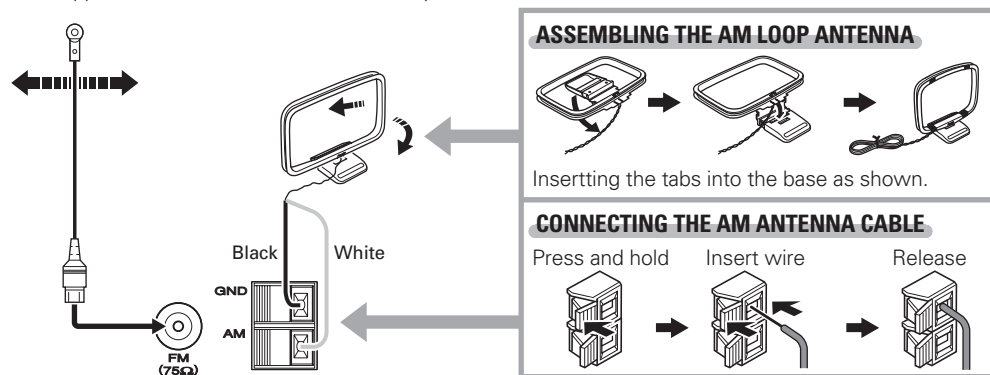 ASSEMBLING THE AM LOOP ANTENNA
Insertting the tabs into the base as shown.
CONNECTING THE AM ANTENNA CABLE
Press and hold
Insert wire
Release
Black
White
GND
AM
FM
(75Ω)